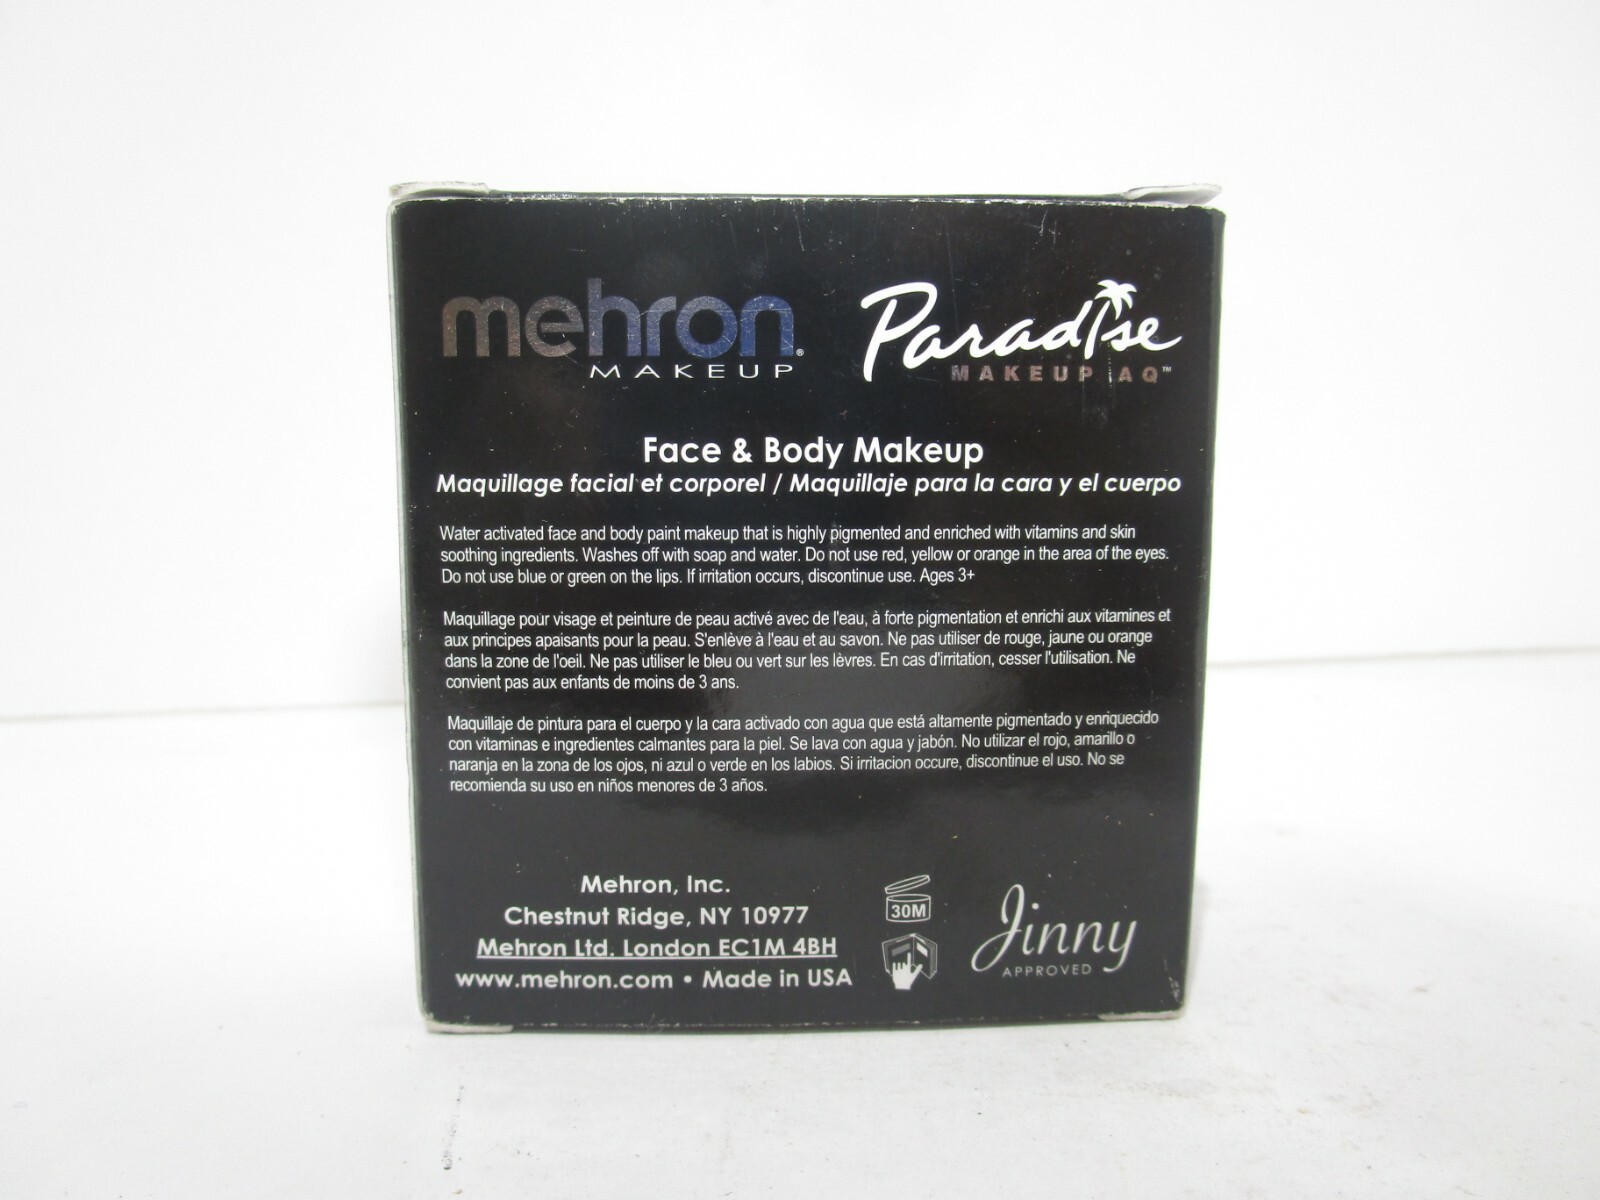 mehron®
MAKEUP
Paradise
MAKEUP AQ™
Face & Body Makeup
Maquillage facial et corporel / Maquillaje para la cara y el cuerpo
Water activated face and body paint makeup that is highly pigmented and enriched with vitamins and skin
soothing ingredients. Washes off with soap and water. Do not use red, yellow or orange in the area of the eyes.
Do not use blue or green on the lips. If irritation occurs, discontinue use. Ages 3+
Maquillage pour visage et peinture de peau activé avec de l'eau, à forte pigmentation et enrichi aux vitamines et
aux principes apaisants pour la peau. S'enlève à l'eau et au savon. Ne pas utiliser de rouge, jaune ou orange
dans la zone de l'oeil. Ne pas utiliser le bleu ou vert sur les lèvres. En cas d'irritation, cesser l'utilisation. Ne
convient pas aux enfants de moins de 3 ans.
Maquillaje de pintura para el cuerpo y la cara activado con agua que está altamente pigmentado y enriquecido
con vitaminas e ingredientes calmantes para la piel. Se lava con agua y jabón. No utilizar el rojo, amarillo o
naranja en la zona de los ojos, ni azul o verde en los labios. Si irritacion occure, discontinue el uso. No se
recomienda su uso en niños menores de 3 años.
Mehron, Inc.
Chestnut Ridge, NY 10977
Mehron Ltd. London EC1M 4BH
www.mehron.com • Made in USA
30M
Jinny
APPROVED